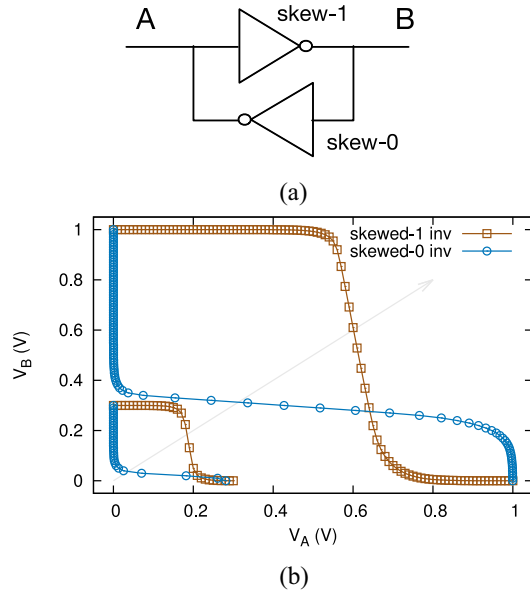 A
skew-1
B
skew-0
(a)
skewed-1 inv
skewed-0 inv
1
0.8
0.6
0.4
0.2
0
V_B (V)
0 0.2 0.4 0.6 0.8 1
V_A (V)
(b)